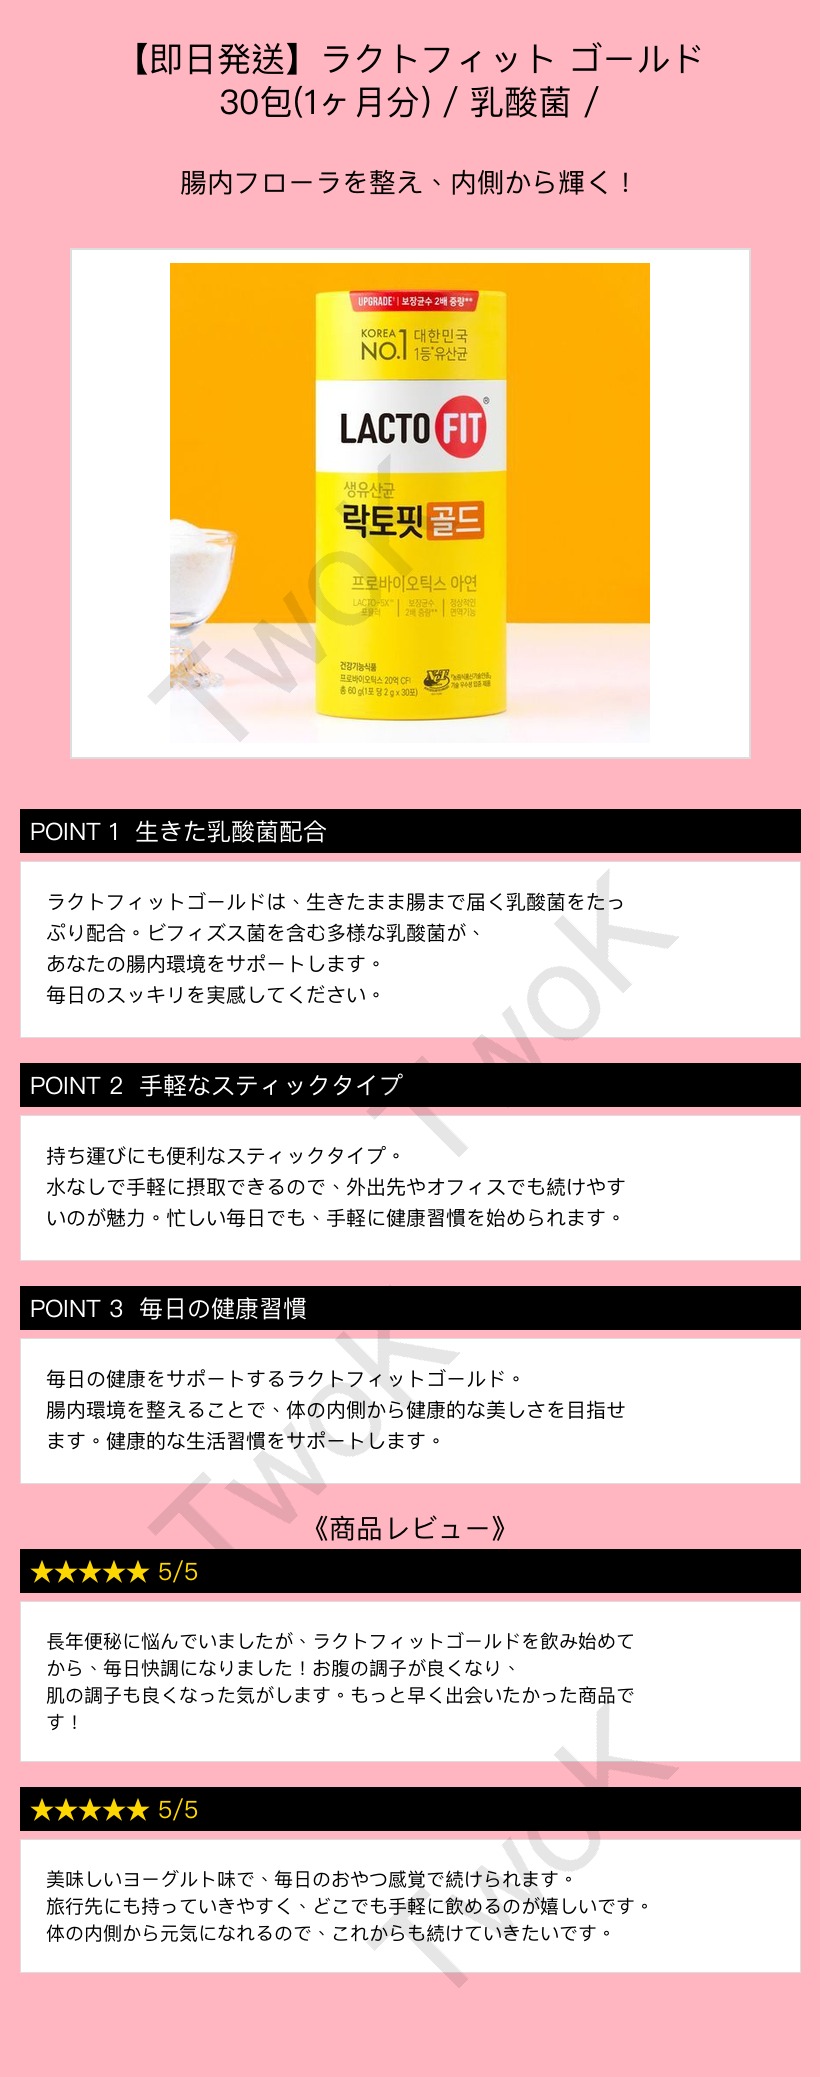 【即日発送】ラクトフィット ゴールド
30包(1ヶ月分) / 乳酸菌 /
腸内フローラを整え、内側から輝く！
UPGRADE! | 보장균수 2배 증량**
KOREA 대한민국
NO.1 1등*유산균
LACTO FIT®
생유산균
락토핏 골드
프로바이오틱스 아연
LACTO-5X™ | 보장균수 | 정상적인
포뮬러 | 2배 증량** | 면역기능
건강기능식품
프로바이오틱스 20억 CFU
총 60 g(1포 당 2 g x 30포)
TwoK
POINT 1 生きた乳酸菌配合
ラクトフィットゴールドは、生きたまま腸まで届く乳酸菌をたっ
ぷり配合。ビフィズス菌を含む多様な乳酸菌が、
あなたの腸内環境をサポートします。
毎日のスッキリを実感してください。
TwoK
POINT 2 手軽なスティックタイプ
持ち運びにも便利なスティックタイプ。
水なしで手軽に摂取できるので、外出先やオフィスでも続けやす
いのが魅力。忙しい毎日でも、手軽に健康習慣を始められます。
POINT 3 毎日の健康習慣
毎日の健康をサポートするラクトフィットゴールド。
腸内環境を整えることで、体の内側から健康的な美しさを目指せ
ます。健康的な生活習慣をサポートします。
TwoK
《商品レビュー》
★★★★★ 5/5
長年便秘に悩んでいましたが、ラクトフィットゴールドを飲み始めて
から、毎日快調になりました！お腹の調子が良くなり、
肌の調子も良くなった気がします。もっと早く出会いたかった商品で
す！
★★★★★ 5/5
美味しいヨーグルト味で、毎日のおやつ感覚で続けられます。
旅行先にも持っていきやすく、どこでも手軽に飲めるのが嬉しいです。
体の内側から元気になれるので、これからも続けていきたいです。
TwoK